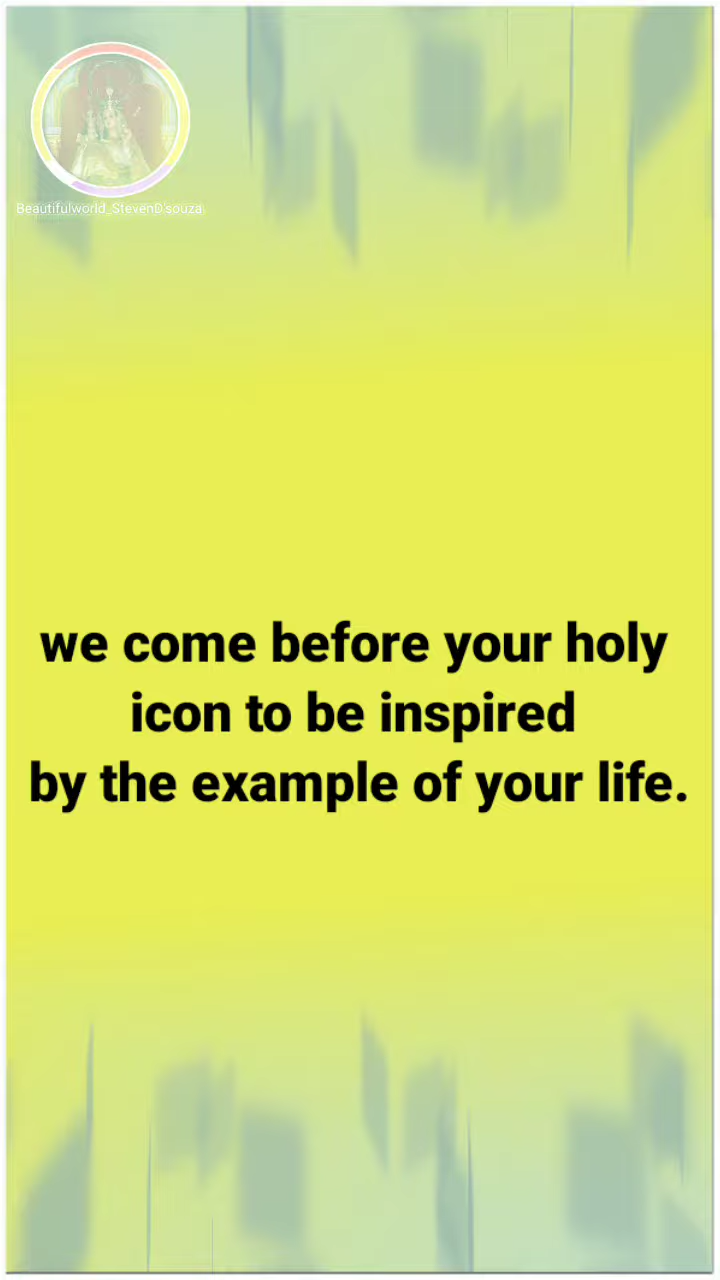 Beautifulworld_StevenD'souza
we come before your holy
icon to be inspired
by the example of your life.